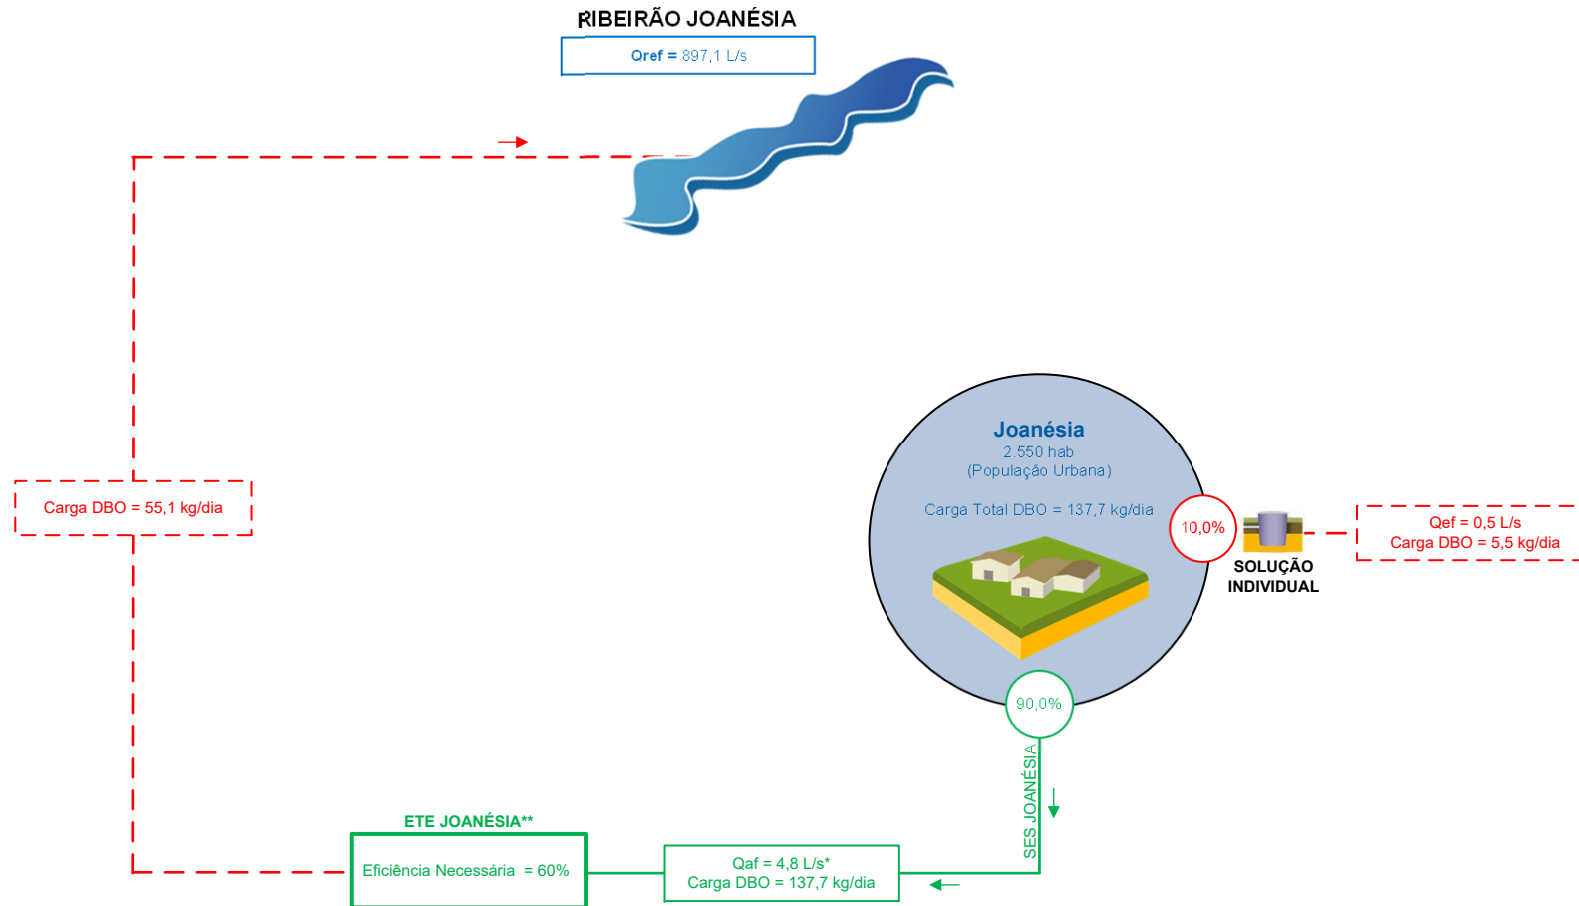 RIBEIRÃO JOANÉSIA
Qref = 897,1 L/s
Joanésia
2.550 hab
(População Urbana)
Carga Total DBO = 137,7 kg/dia
10,0%
SOLUÇÃO
INDIVIDUAL
Qef = 0,5 L/s
Carga DBO = 5,5 kg/dia
Carga DBO = 55,1 kg/dia
90,0%
SES JOANÉSIA
ETE JOANÉSIA**
Eficiência Necessária = 60%
Qaf = 4,8 L/s*
Carga DBO = 137,7 kg/dia